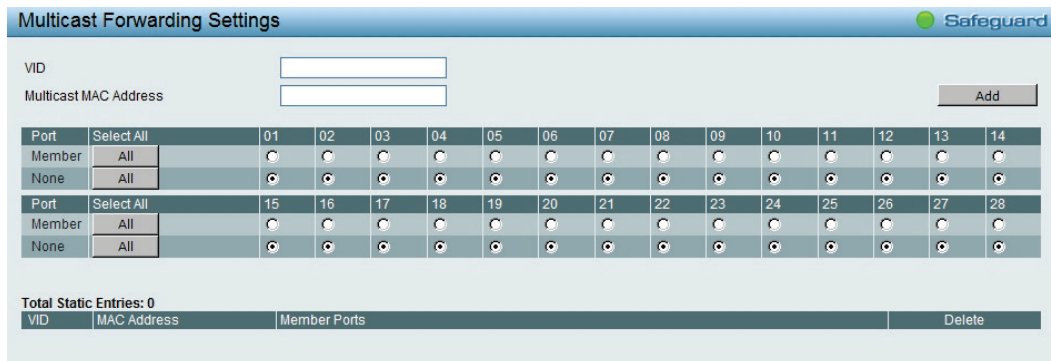 Multicast Forwarding Settings Safeguard
VID
Multicast MAC Address Add
Port Select All 01 02 03 04 05 06 07 08 09 10 11 12 13 14
Member All
None All
Port Select All 15 16 17 18 19 20 21 22 23 24 25 26 27 28
Member All
None All
Total Static Entries: 0
VID MAC Address Member Ports Delete